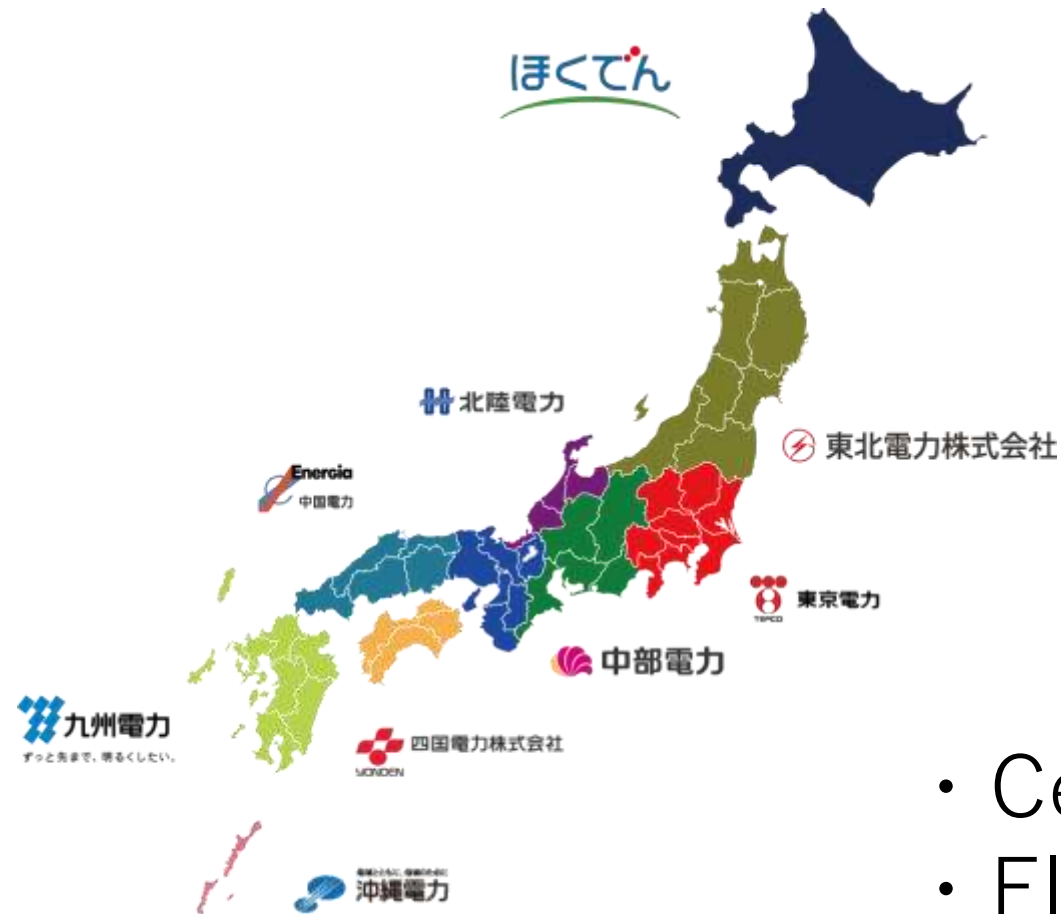 ほくでん
北陸電力
東北電力株式会社
Energia
中国電力
東京電力
TEPCO
中部電力
九州電力
ずっと先まで、明るくしたい。
四国電力株式会社
YONDEN
沖縄電力
・Ce
・El